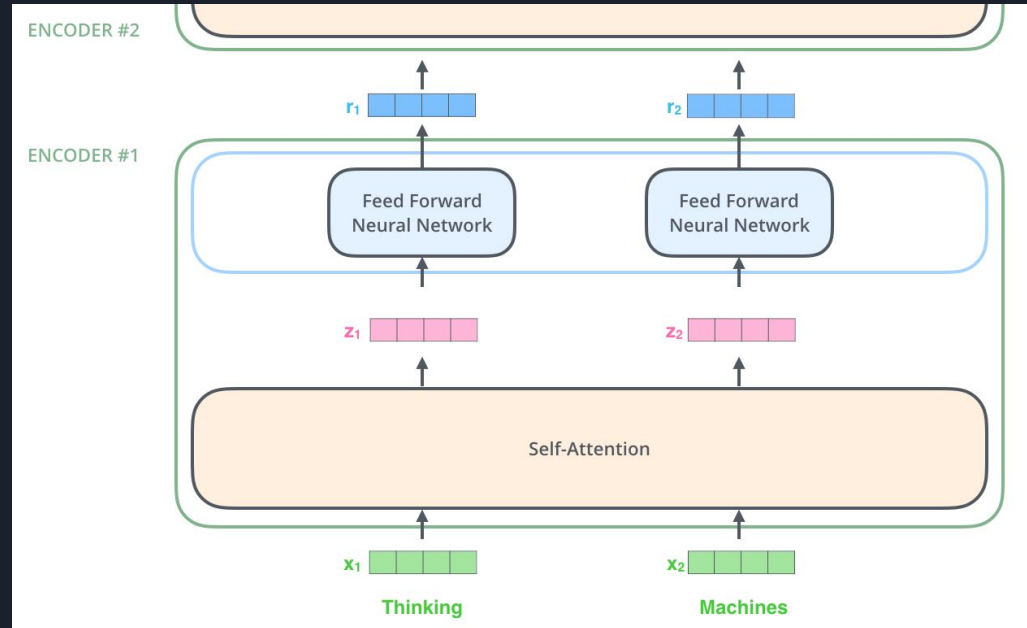 ENCODER #2
r1
r2
ENCODER #1
Feed Forward
Neural Network
Feed Forward
Neural Network
z1
z2
Self-Attention
x1
x2
Thinking
Machines